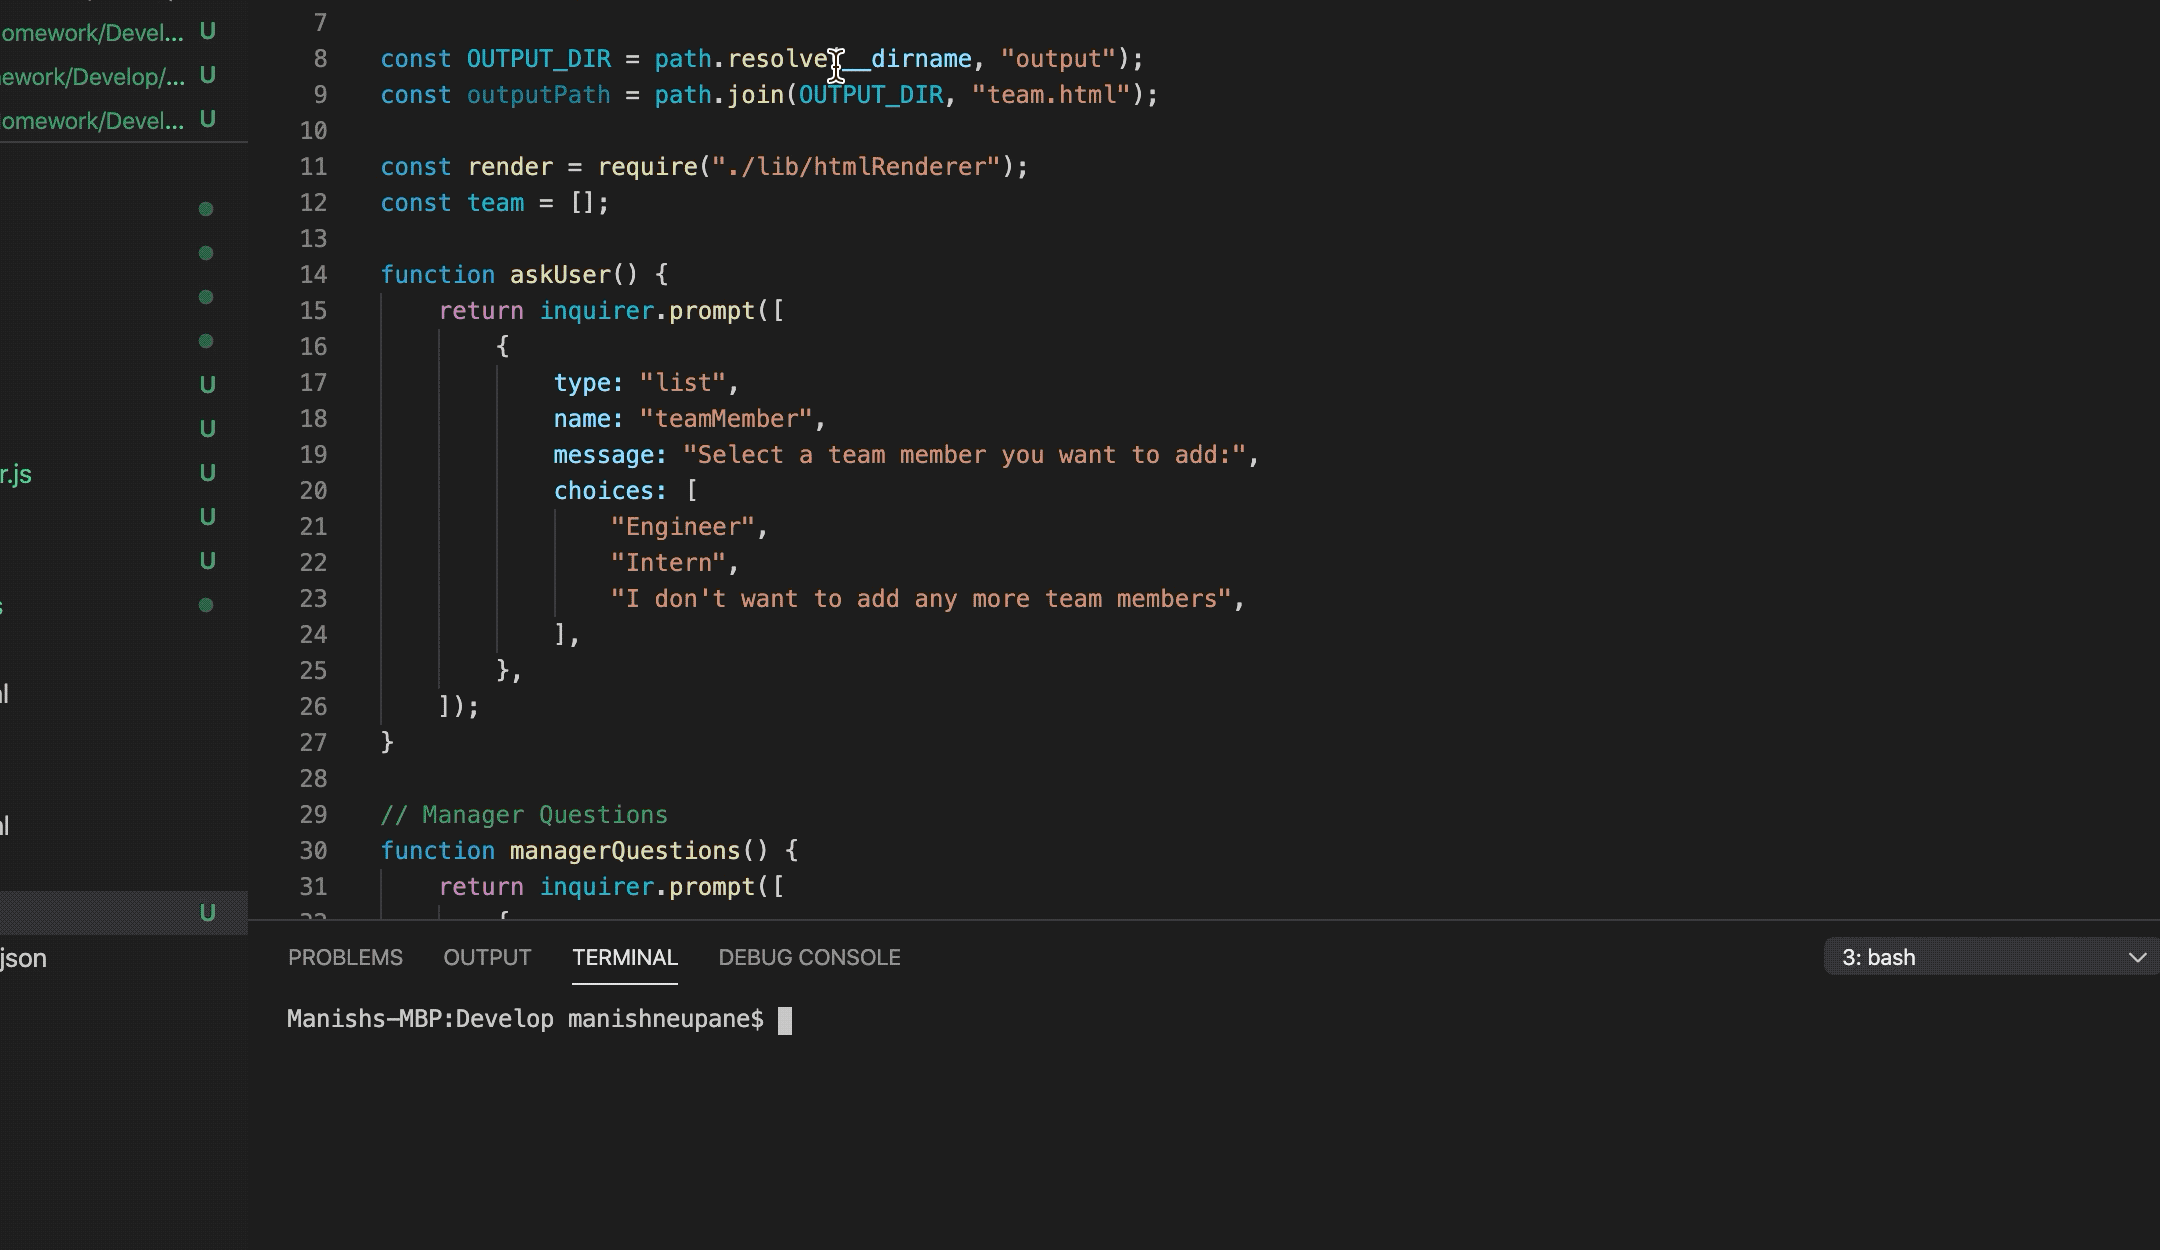 omework/Devel... U
ework/Develop/... U
omework/Devel... U
U
U
r.js U
U
U
s
l
l
U
json
7
8 const OUTPUT_DIR = path.resolve(__dirname, "output");
9 const outputPath = path.join(OUTPUT_DIR, "team.html");
10
11 const render = require("./lib/htmlRenderer");
12 const team = [];
13
14 function askUser() {
15 return inquirer.prompt([
16 {
17 type: "list",
18 name: "teamMember",
19 message: "Select a team member you want to add:",
20 choices: [
21 "Engineer",
22 "Intern",
23 "I don't want to add any more team members",
24 ],
25 },
26 ]);
27 }
28
29 // Manager Questions
30 function managerQuestions() {
31 return inquirer.prompt([
32 {
PROBLEMS OUTPUT TERMINAL DEBUG CONSOLE 3: bash
Manishs-MBP:Develop manishneupane$